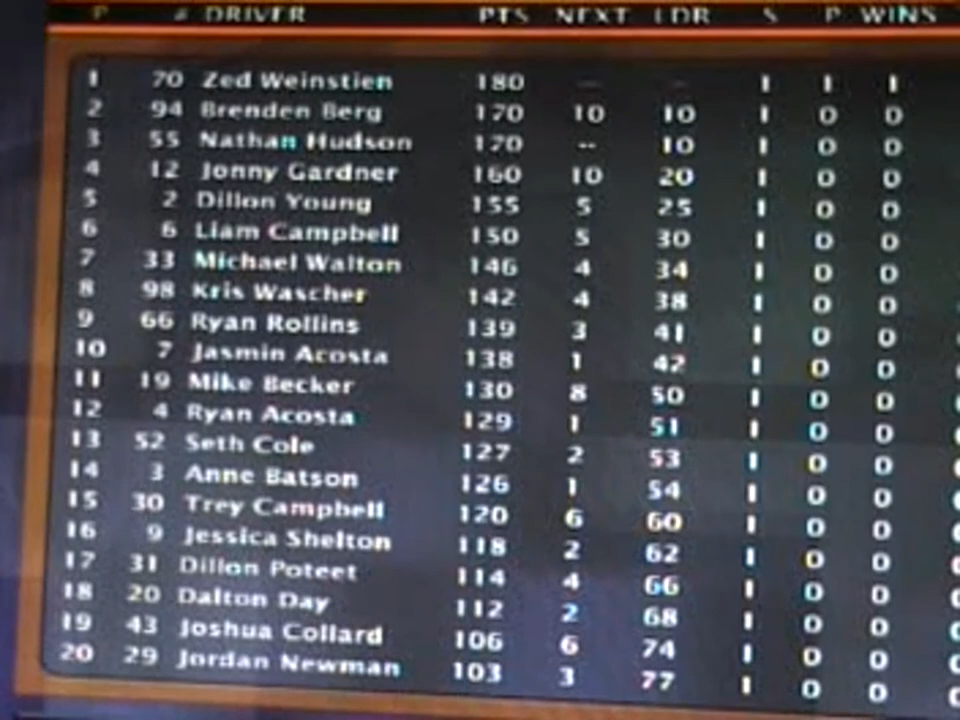 P # DRIVER PTS NEXT LDR S P WINS
1 70 Zed Weinstien 180 -- -- 1 1 1
2 94 Brenden Berg 170 10 10 1 0 0
3 55 Nathan Hudson 170 -- 10 1 0 0
4 12 Jonny Gardner 160 10 20 1 0 0
5 2 Dillon Young 155 5 25 1 0 0
6 6 Liam Campbell 150 5 30 1 0 0
7 33 Michael Walton 146 4 34 1 0 0
8 98 Kris Wascher 142 4 38 1 0 0
9 66 Ryan Rollins 139 3 41 1 0 0
10 7 Jasmin Acosta 138 1 42 1 0 0
11 19 Mike Becker 130 8 50 1 0 0
12 4 Ryan Acosta 129 1 51 1 0 0
13 52 Seth Cole 127 2 53 1 0 0
14 3 Anne Batson 126 1 54 1 0 0
15 30 Trey Campbell 120 6 60 1 0 0
16 9 Jessica Shelton 118 2 62 1 0 0
17 31 Dillon Poteet 114 4 66 1 0 0
18 20 Dalton Day 112 2 68 1 0 0
19 43 Joshua Collard 106 6 74 1 0 0
20 29 Jordan Newman 103 3 77 1 0 0